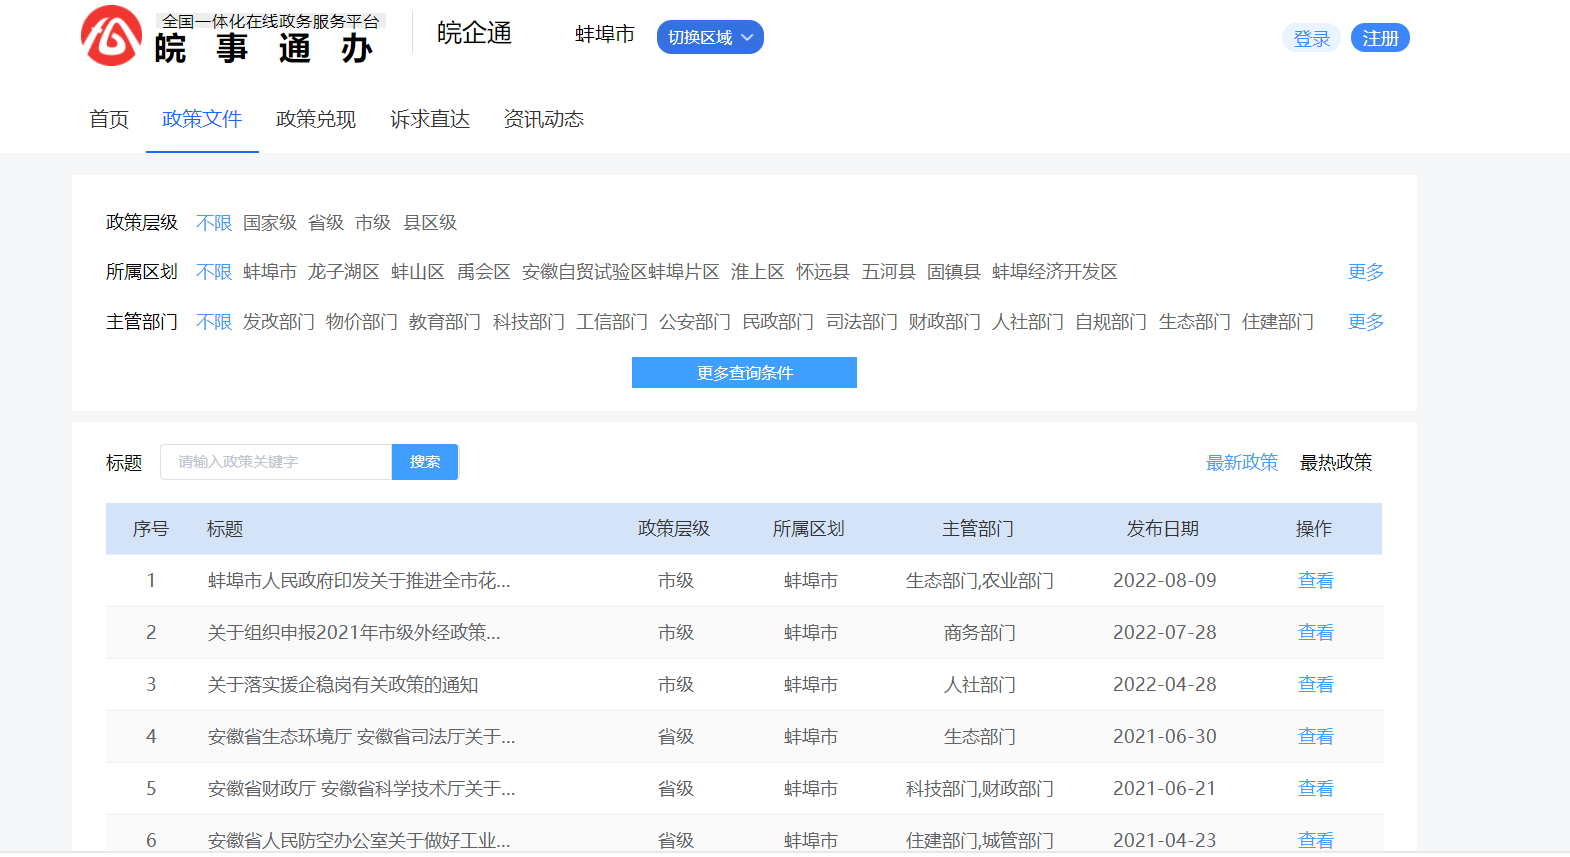 全国一体化在线政务服务平台
皖事通办
皖企通
蚌埠市
切换区域
登录
注册
首页 政策文件 政策兑现 诉求直达 资讯动态
政策层级 不限 国家级 省级 市级 县区级
所属区划 不限 蚌埠市 龙子湖区 蚌山区 禹会区 安徽自贸试验区蚌埠片区 淮上区 怀远县 五河县 固镇县 蚌埠经济开发区 更多
主管部门 不限 发改部门 物价部门 教育部门 科技部门 工信部门 公安部门 民政部门 司法部门 财政部门 人社部门 自规部门 生态部门 住建部门 更多
更多查询条件
标题 请输入政策关键字 搜索 最新政策 最热政策
序号 标题 政策层级 所属区划 主管部门 发布日期 操作
1 蚌埠市人民政府印发关于推进全市花... 市级 蚌埠市 生态部门,农业部门 2022-08-09 查看
2 关于组织申报2021年市级外经政策... 市级 蚌埠市 商务部门 2022-07-28 查看
3 关于落实援企稳岗有关政策的通知 市级 蚌埠市 人社部门 2022-04-28 查看
4 安徽省生态环境厅 安徽省司法厅关于... 省级 蚌埠市 生态部门 2021-06-30 查看
5 安徽省财政厅 安徽省科学技术厅关于... 省级 蚌埠市 科技部门,财政部门 2021-06-21 查看
6 安徽省人民防空办公室关于做好工业... 省级 蚌埠市 住建部门,城管部门 2021-04-23 查看